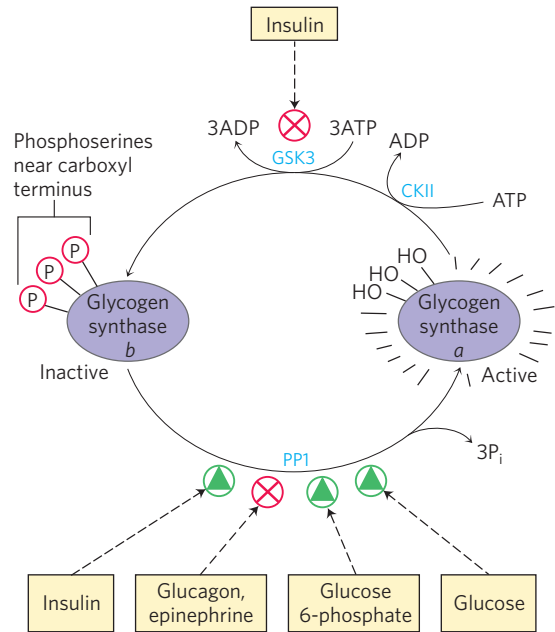 Insulin
3ADP
3ATP
GSK3
ADP
CKII
ATP
Phosphoserines
near carboxyl
terminus
P
P
P
Glycogen
synthase
b
Inactive
HO
HO
HO
Glycogen
synthase
a
Active
PP1
3Pi
Insulin
Glucagon,
epinephrine
Glucose
6-phosphate
Glucose